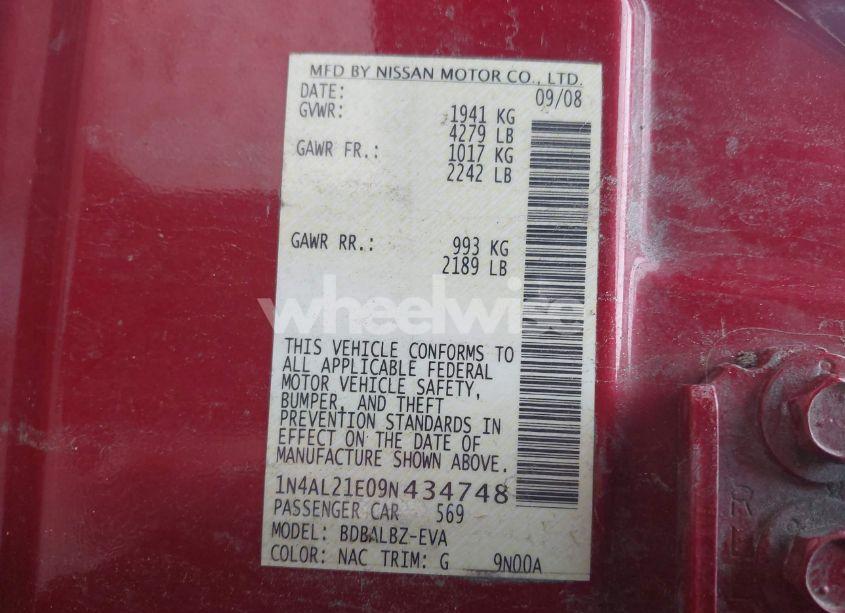 MFD BY NISSAN MOTOR CO., LTD.
DATE: 09/08
GVWR: 1941 KG
4279 LB
GAWR FR.: 1017 KG
2242 LB
GAWR RR.: 993 KG
2189 LB
wheelwise
THIS VEHICLE CONFORMS TO
ALL APPLICABLE FEDERAL
MOTOR VEHICLE SAFETY,
BUMPER, AND THEFT
PREVENTION STANDARDS IN
EFFECT ON THE DATE OF
MANUFACTURE SHOWN ABOVE.
1N4AL21E09N434748
PASSENGER CAR 569
MODEL: BDBALBZ-EVA
COLOR: NAC TRIM: G 9N00A